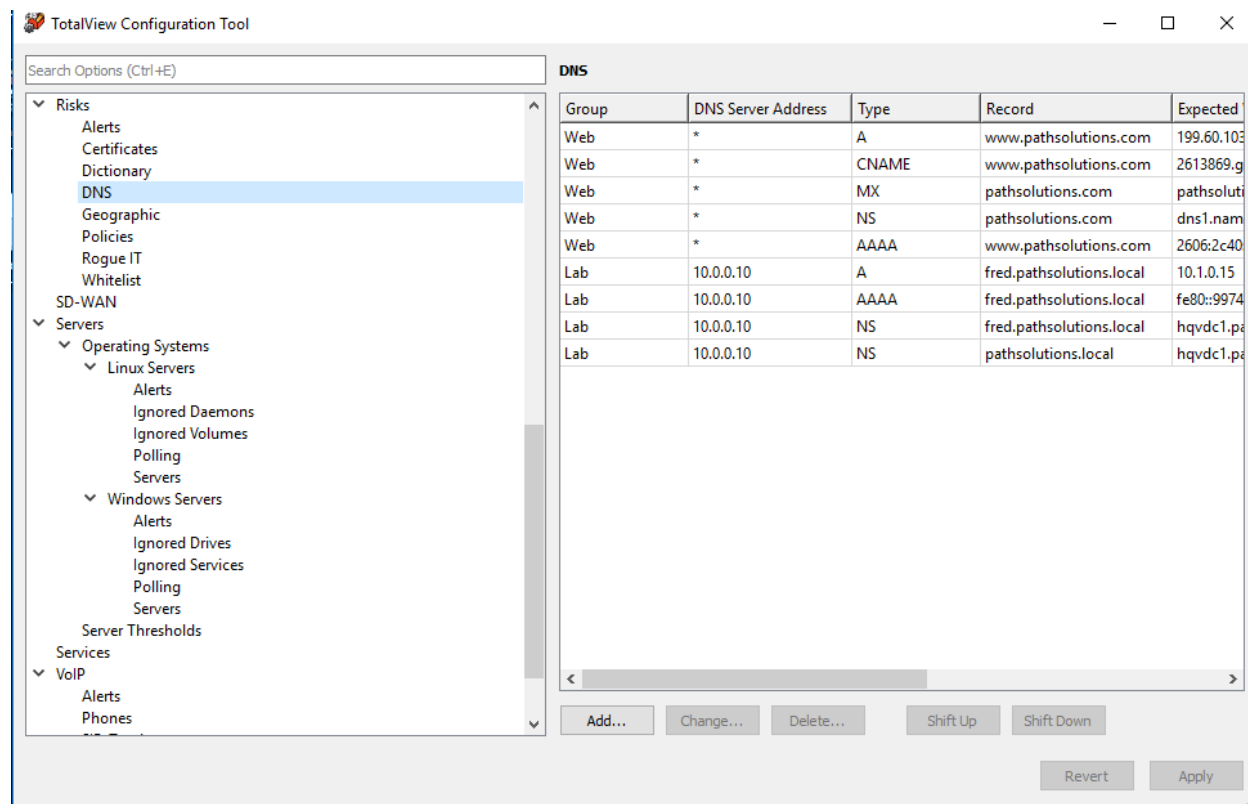 TotalView Configuration Tool
Search Options (Ctrl+E)
Risks
Alerts
Certificates
Dictionary
DNS
Geographic
Policies
Rogue IT
Whitelist
SD-WAN
Servers
Operating Systems
Linux Servers
Alerts
Ignored Daemons
Ignored Volumes
Polling
Servers
Windows Servers
Alerts
Ignored Drives
Ignored Services
Polling
Servers
Server Thresholds
Services
VoIP
Alerts
Phones
DNS
Group DNS Server Address Type Record Expected
Web * A www.pathsolutions.com 199.60.103
Web * CNAME www.pathsolutions.com 2613869.g
Web * MX pathsolutions.com pathsoluti
Web * NS pathsolutions.com dns1.nam
Web * AAAA www.pathsolutions.com 2606:2c40:
Lab 10.0.0.10 A fred.pathsolutions.local 10.1.0.15
Lab 10.0.0.10 AAAA fred.pathsolutions.local fe80::9974
Lab 10.0.0.10 NS fred.pathsolutions.local hqvdc1.pa
Lab 10.0.0.10 NS pathsolutions.local hqvdc1.pa
Add... Change... Delete... Shift Up Shift Down
Revert Apply